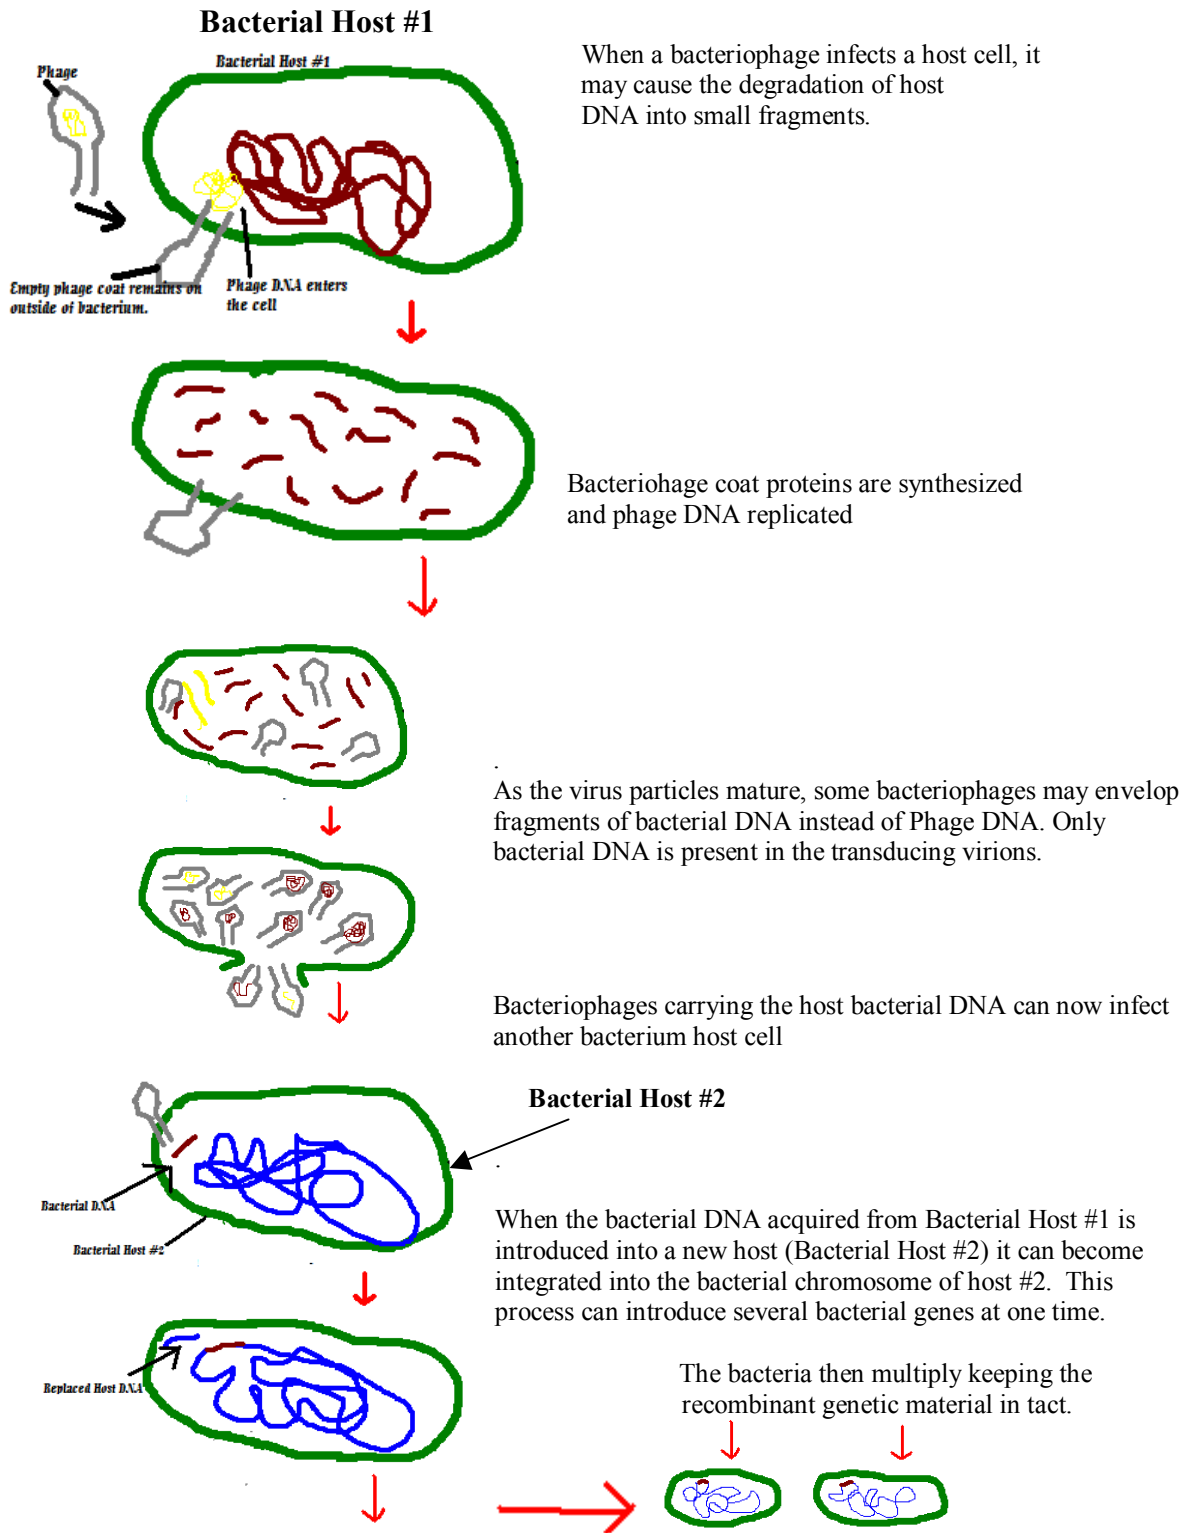 Bacterial Host #1
Bacterial Host #1
Phage
When a bacteriophage infects a host cell, it
may cause the degradation of host
DNA into small fragments.
Empty phage coat remains on
outside of bacterium.
Phage DNA enters
the cell
Bacteriohage coat proteins are synthesized
and phage DNA replicated
.
As the virus particles mature, some bacteriophages may envelop
fragments of bacterial DNA instead of Phage DNA. Only
bacterial DNA is present in the transducing virions.
Bacteriophages carrying the host bacterial DNA can now infect
another bacterium host cell
Bacterial Host #2
.
Bacterial DNA
Bacterial Host #2
When the bacterial DNA acquired from Bacterial Host #1 is
introduced into a new host (Bacterial Host #2) it can become
integrated into the bacterial chromosome of host #2.  This
process can introduce several bacterial genes at one time.
Replaced Host DNA
The bacteria then multiply keeping the
recombinant genetic material in tact.